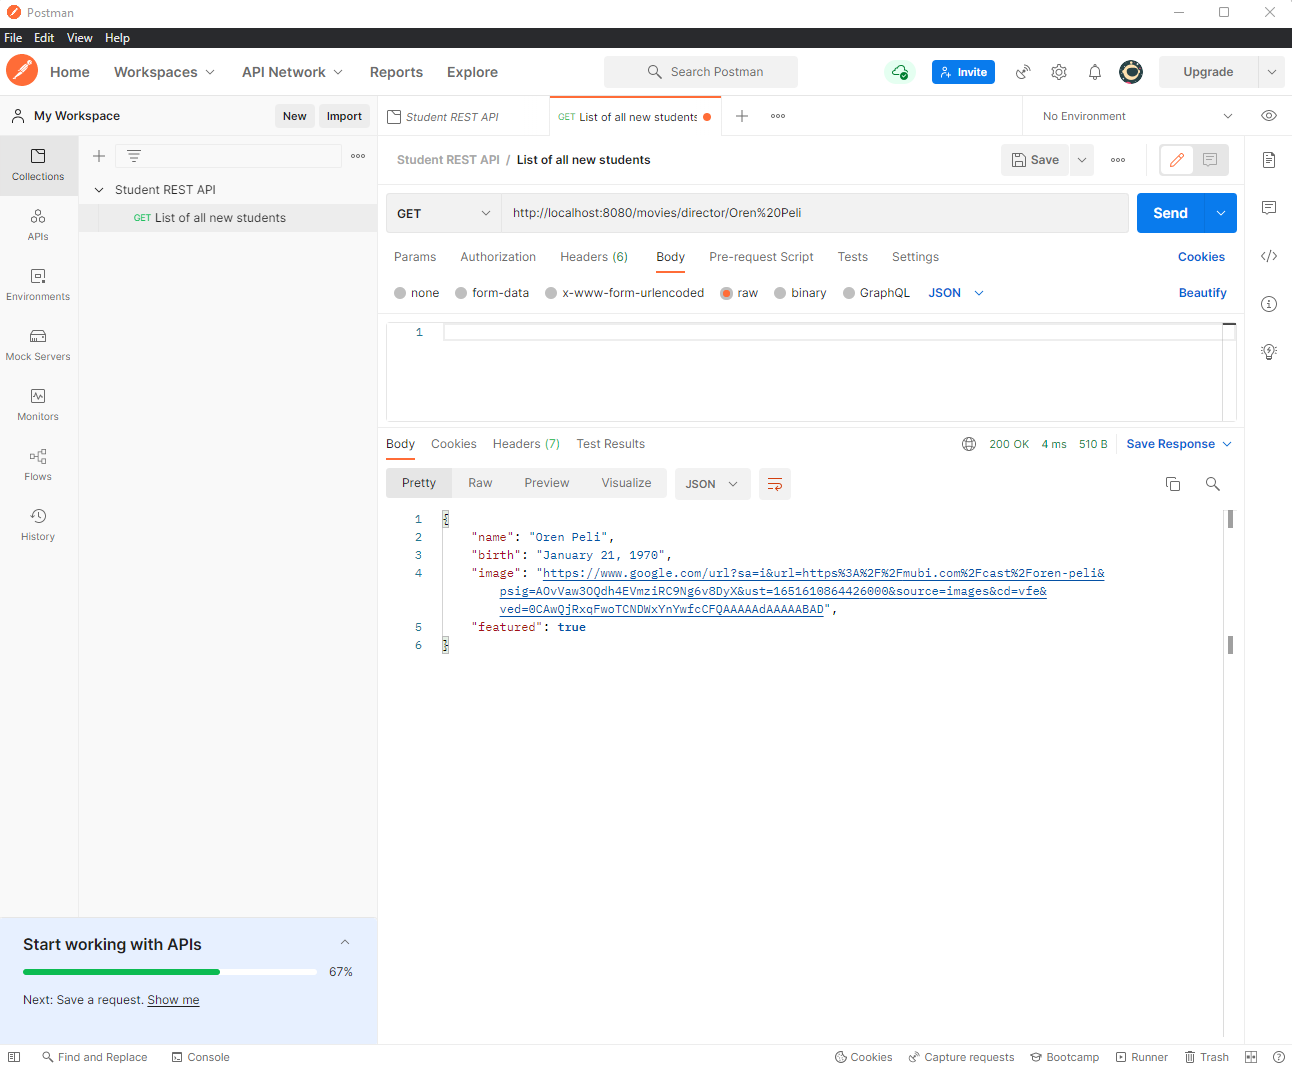 Postman
File Edit View Help
Home Workspaces API Network Reports Explore Search Postman Invite Upgrade
My Workspace New Import
Student REST API GET List of all new students No Environment
Collections
APIs
Environments
Mock Servers
Monitors
Flows
History
Student REST API
GET List of all new students
Student REST API / List of all new students Save
GET http://localhost:8080/movies/director/Oren%20Peli Send
Params Authorization Headers (6) Body Pre-request Script Tests Settings Cookies
none form-data x-www-form-urlencoded raw binary GraphQL JSON Beautify
1
Body Cookies Headers (7) Test Results 200 OK 4 ms 510 B Save Response
Pretty Raw Preview Visualize JSON
1 {
2 "name": "Oren Peli",
3 "birth": "January 21, 1970",
4 "image": "https://www.google.com/url?sa=i&url=https%3A%2F%2Fmubi.com%2Fcast%2Foren-peli&
psig=AOvVaw3OQdh4EVmziRC9Ng6v8DyX&ust=1651610864426000&source=images&cd=vfe&
ved=0CAwQjRxqFwoTCNDWxYnYwfcCFQAAAAAdAAAAABAD",
5 "featured": true
6 }
Start working with APIs
67%
Next: Save a request. Show me
Find and Replace Console Cookies Capture requests Bootcamp Runner Trash